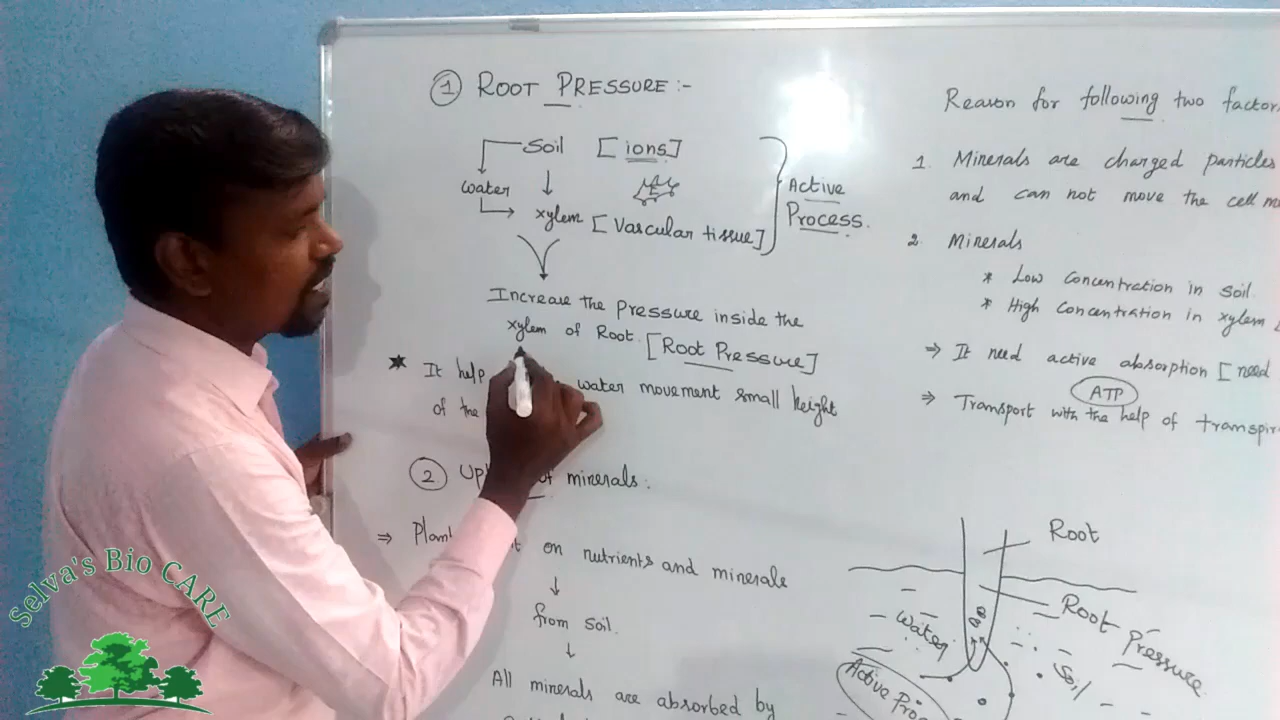 ① ROOT PRESSURE:-
Soil [ions]
water
xylem [Vascular tissue]
Active
Process.
Increase the pressure inside the
xylem of Root. [Root Pressure]
★ It help water movement small height
of the
② of minerals.
⇒ on nutrients and minerals
from soil.
All minerals are absorbed by
Reason for following two factor
1. Minerals are charged particles
and can not move the cell
2. Minerals
* Low Concentration in Soil.
* High Concentration in xylem
⇒ It need active absorption [need
ATP
⇒ Transport with the help of
Root
Root Pressure
water
Soil
Active
Selva's Bio CARE